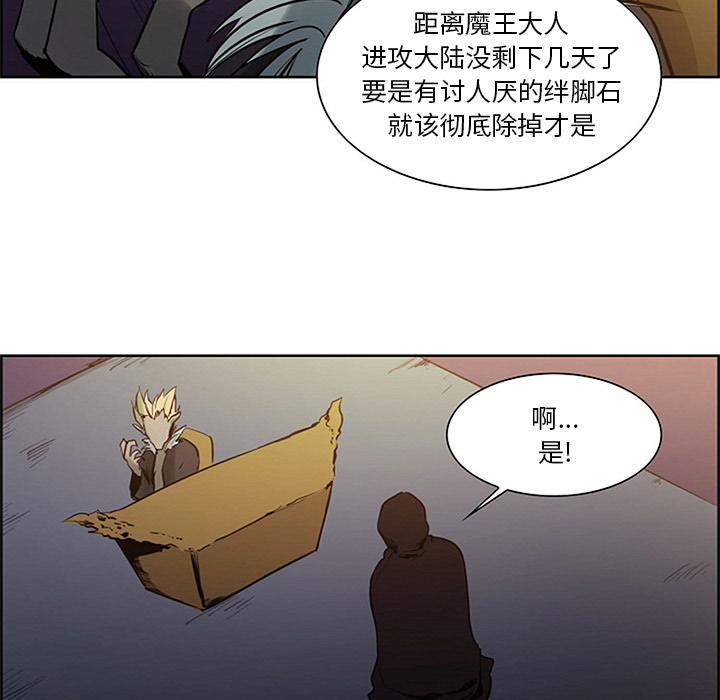 距离魔王大人
进攻大陆没剩下几天了
要是有讨人厌的绊脚石
就该彻底除掉才是
啊...
是!